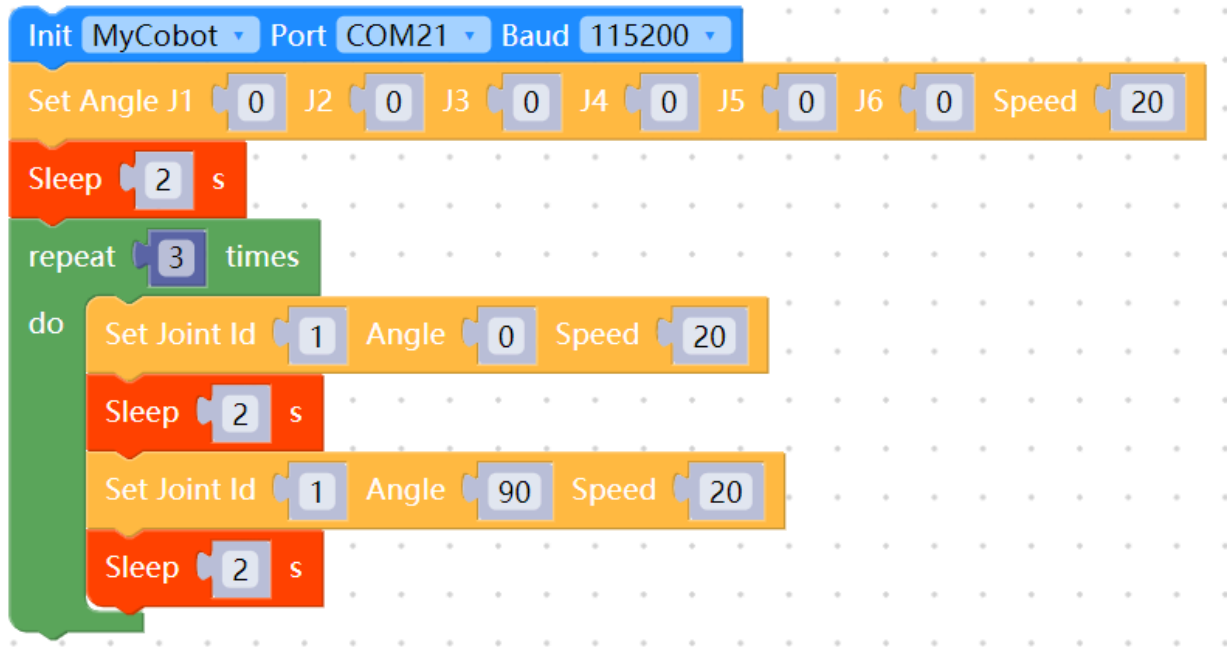 Init MyCobot Port COM21 Baud 115200
Set Angle J1 0 J2 0 J3 0 J4 0 J5 0 J6 0 Speed 20
Sleep 2 s
repeat 3 times
do Set Joint Id 1 Angle 0 Speed 20
Sleep 2 s
Set Joint Id 1 Angle 90 Speed 20
Sleep 2 s